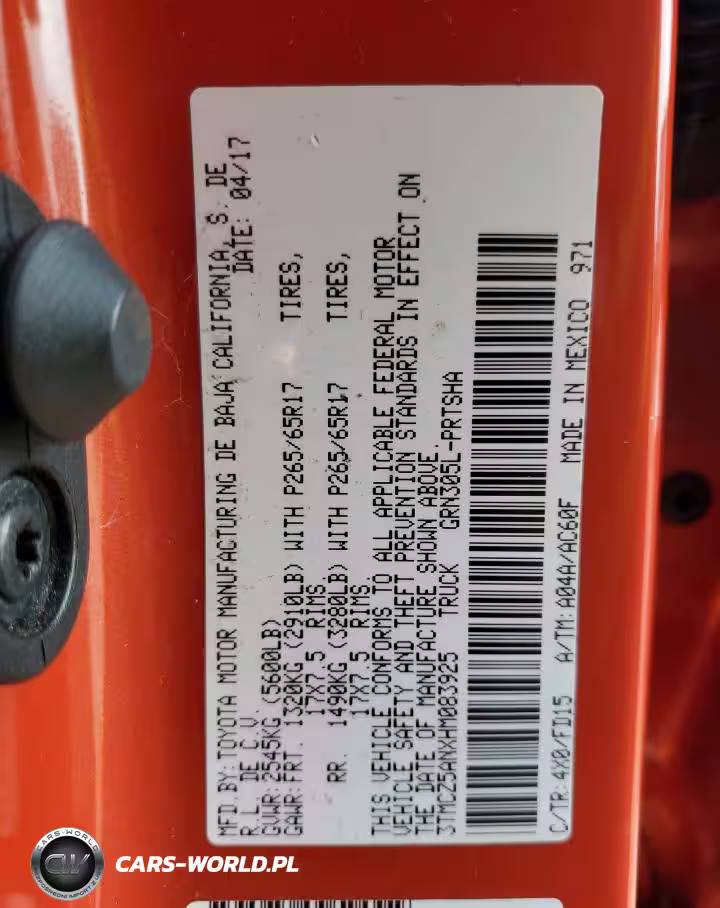 MFD.BY:TOYOTA MOTOR MANUFACTURING DE BAJA CALIFORNIA, S. DE
R.L. DE C.V. DATE: 04/17
GVWR:2545KG (5600LB)
GAWR:FRT. 1320KG (2910LB) WITH P265/65R17 TIRES,
17X7.5 RIMS
RR. 1490KG (3280LB) WITH P265/65R17 TIRES,
17X7.5 RIMS.
THIS VEHICLE CONFORMS TO ALL APPLICABLE FEDERAL MOTOR
VEHICLE SAFETY AND THEFT PREVENTION STANDARDS IN EFFECT ON
THE DATE OF MANUFACTURE SHOWN ABOVE.
3TMCZ5ANXHM083925 TRUCK GRN305L-PRTSHA
C/TR:4X0/FD15 A/TM:A04A/AC60F MADE IN MEXICO 971
CARS-WORLD
CW
CARS-WORLD.PL